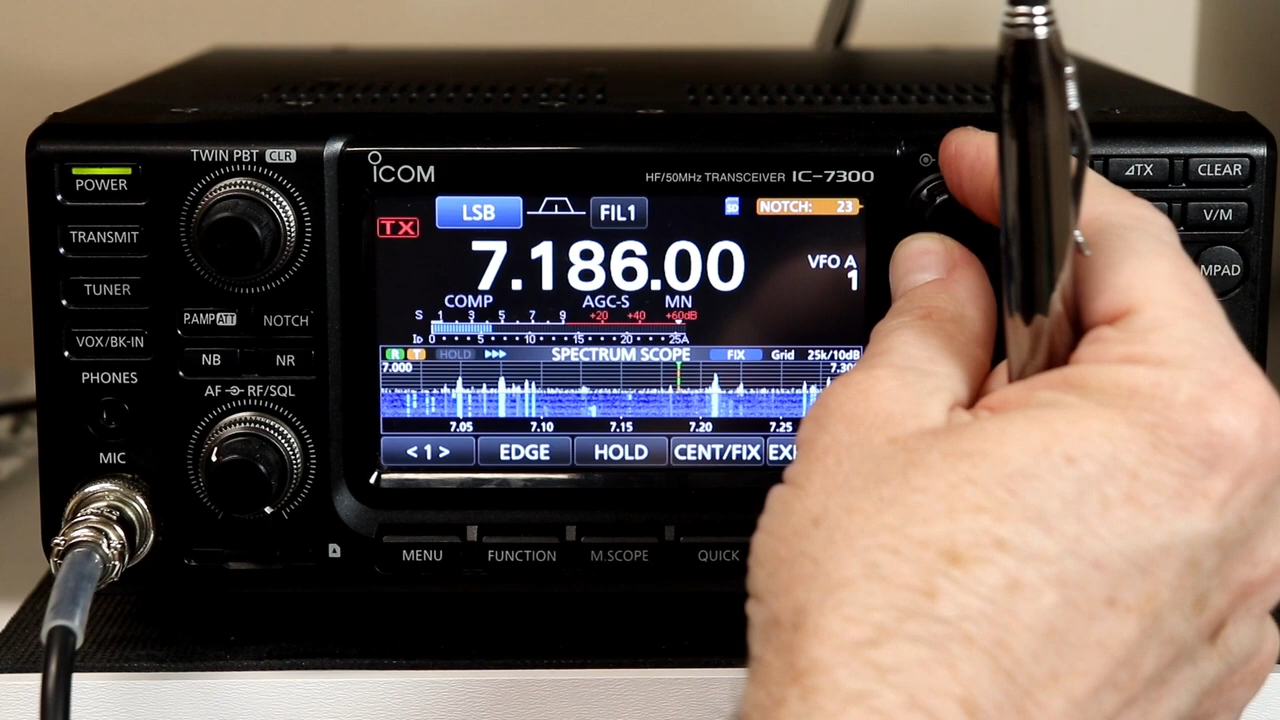 TWIN PBT CLR
POWER
TRANSMIT
TUNER
VOX/BK-IN
P.AMP ATT
NOTCH
NB
NR
PHONES
AF RF/SQL
MIC
ICOM
HF/50MHz TRANSCEIVER IC-7300
LSB
FIL1
SD
NOTCH: 23
TX
7.186.00
VFO A
1
COMP AGC-S MN
S 1 3 5 7 9 +20 +40 +60dB
ID 0 5 10 15 20 25A
R T HOLD SPECTRUM SCOPE FIX Grid 25k/10dB
7.000 7.30
7.05 7.10 7.15 7.20 7.25
< 1 > EDGE HOLD CENT/FIX
MENU FUNCTION M.SCOPE QUICK
⊿TX CLEAR
V/M
MPAD